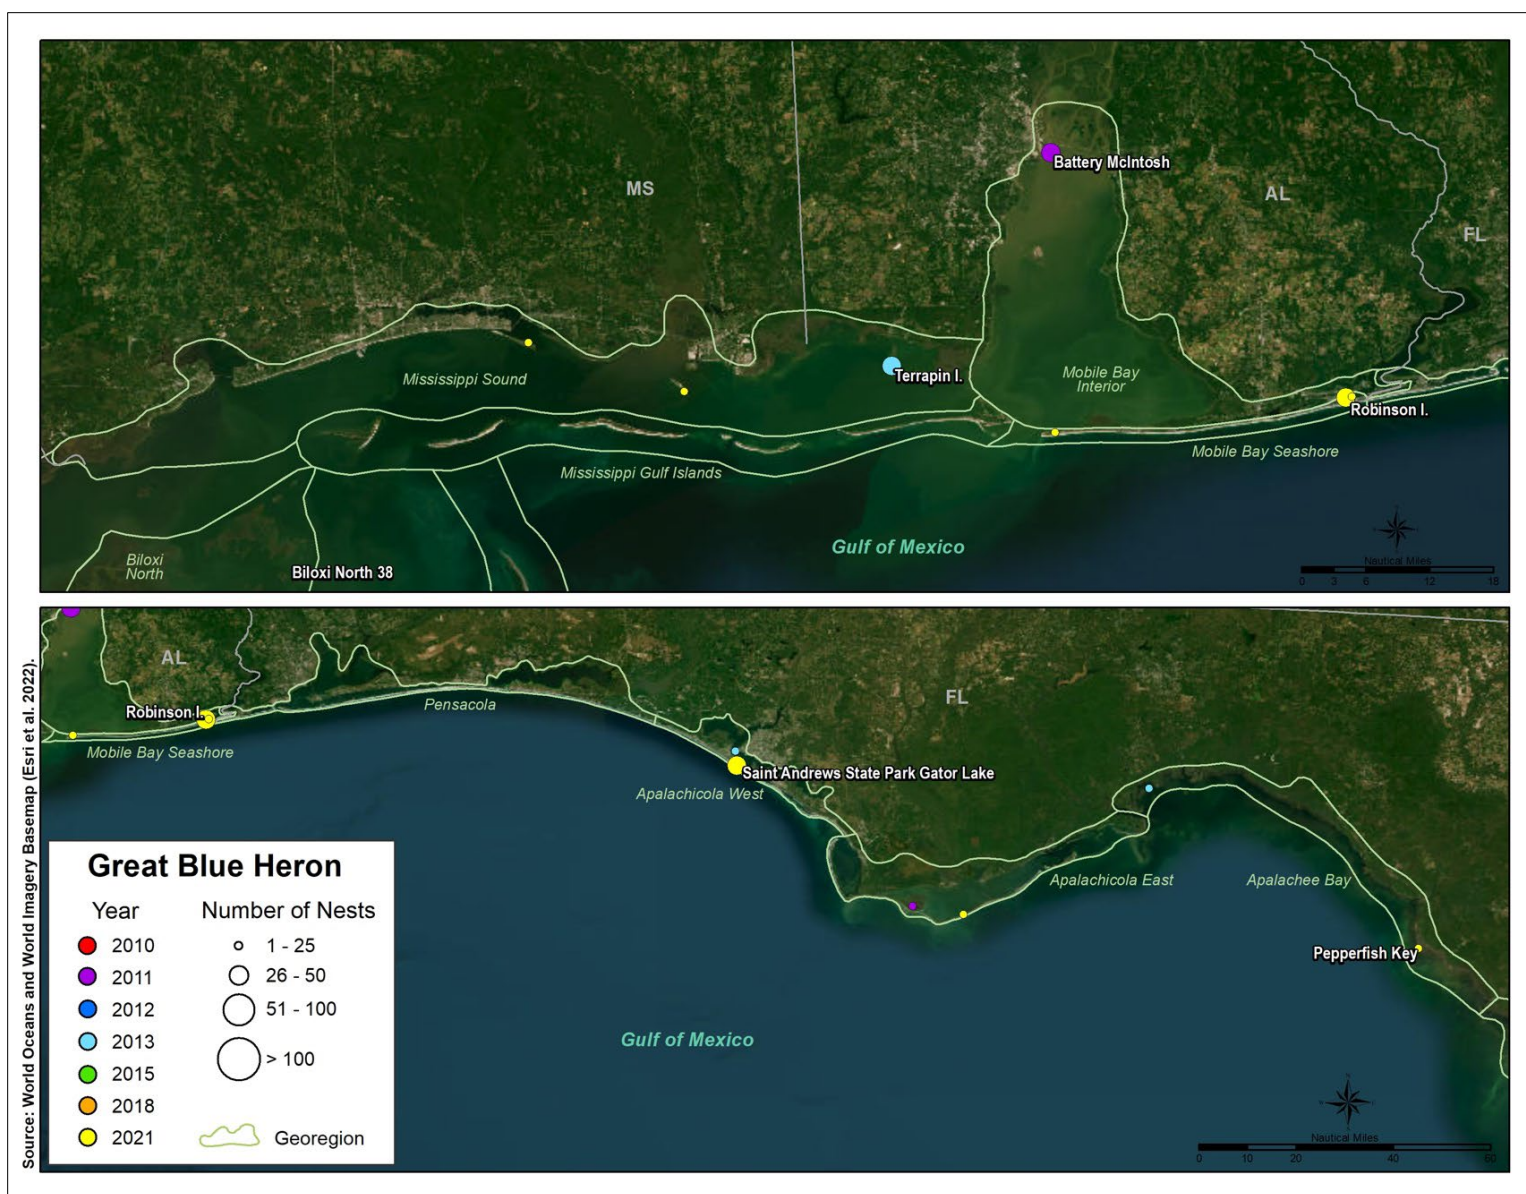 MS
AL
FL
Battery McIntosh
Terrapin I.
Mississippi Sound
Mobile Bay
Interior
Robinson I.
Mobile Bay Seashore
Mississippi Gulf Islands
Gulf of Mexico
Biloxi
North
Biloxi North 38
Nautical Miles
0 3 6 12 18
AL
FL
Robinson I.
Mobile Bay Seashore
Pensacola
Saint Andrews State Park Gator Lake
Apalachicola West
Apalachicola East
Apalachee Bay
Pepperfish Key
Gulf of Mexico
Nautical Miles
0 10 20 40 60
Great Blue Heron
Year
2010
2011
2012
2013
2015
2018
2021
Number of Nests
1 - 25
26 - 50
51 - 100
> 100
Georegion
Source: World Oceans and World Imagery Basemap (Esri et al. 2022).